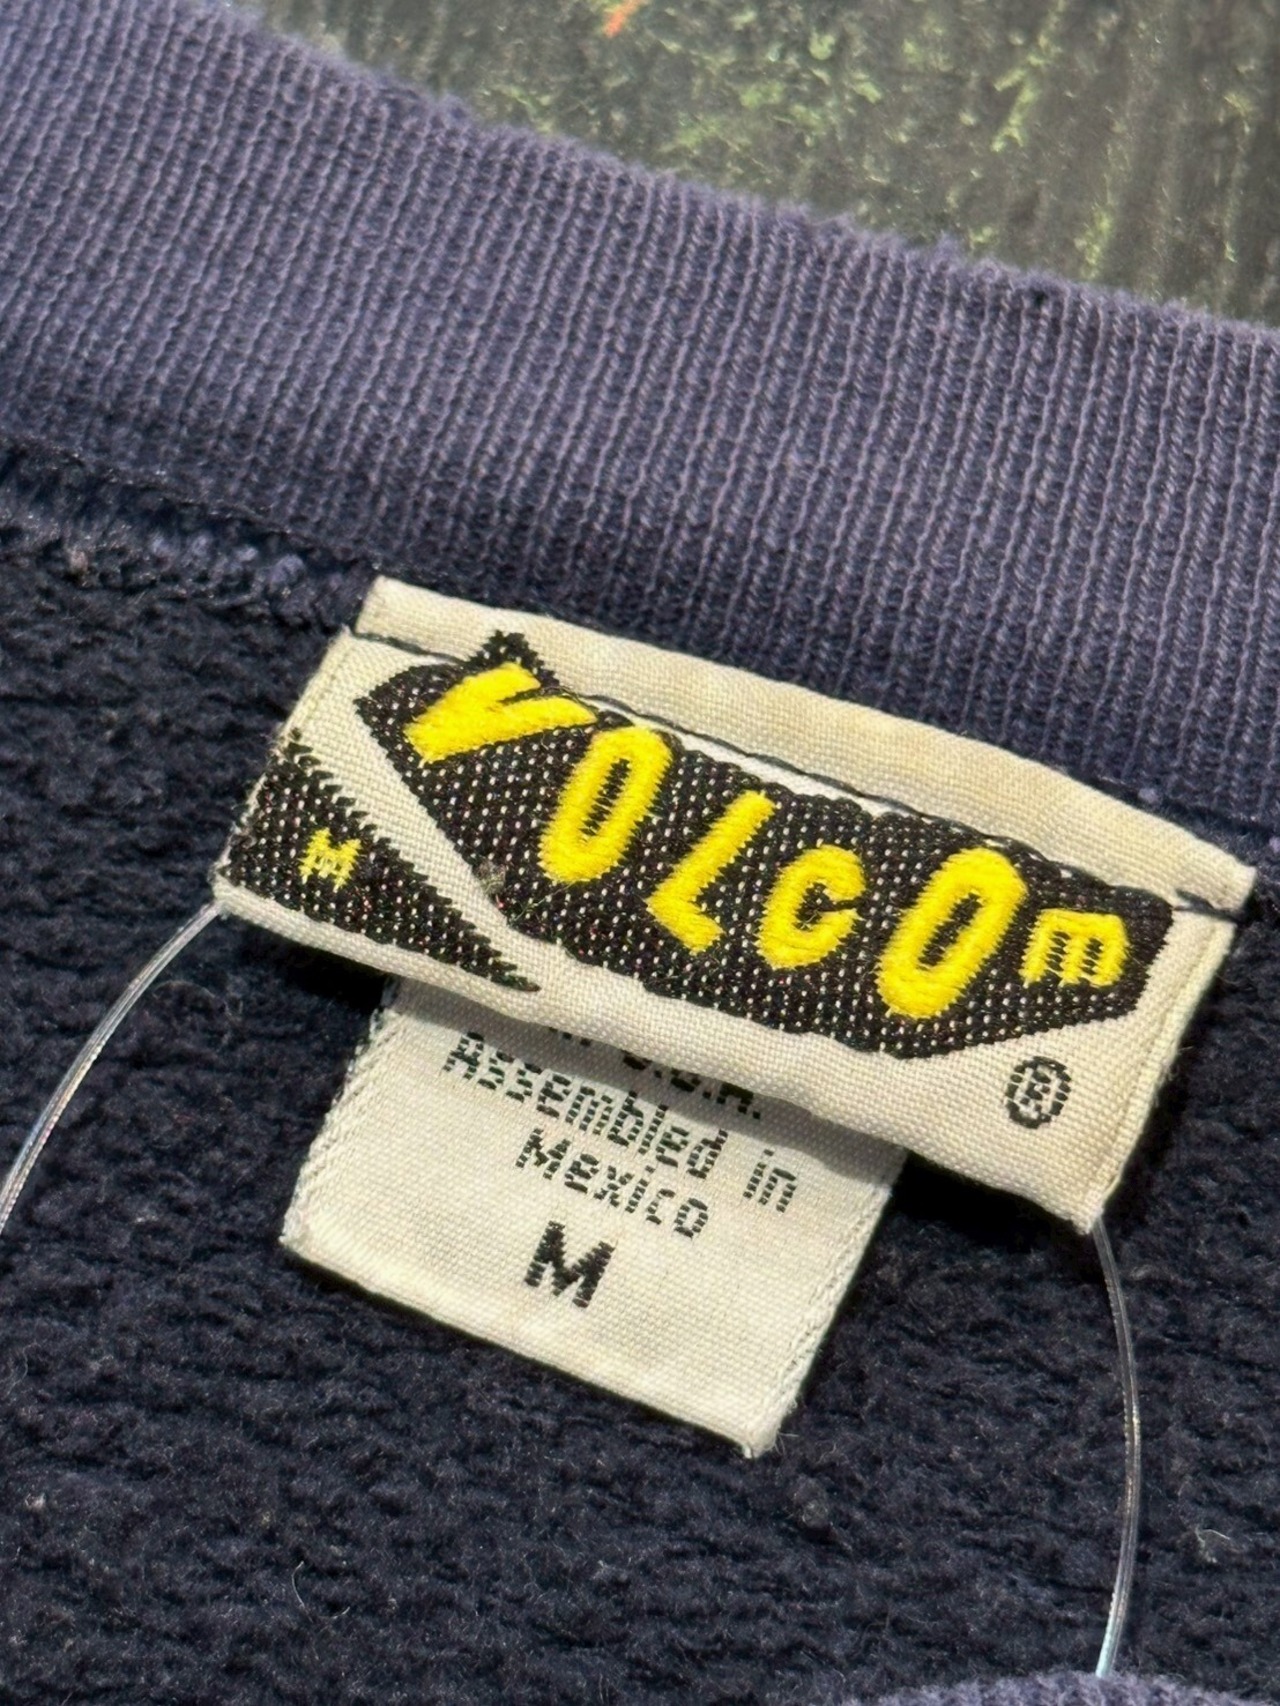 VOLCOm
M
®
U.S.A.
Assembled in
Mexico
M